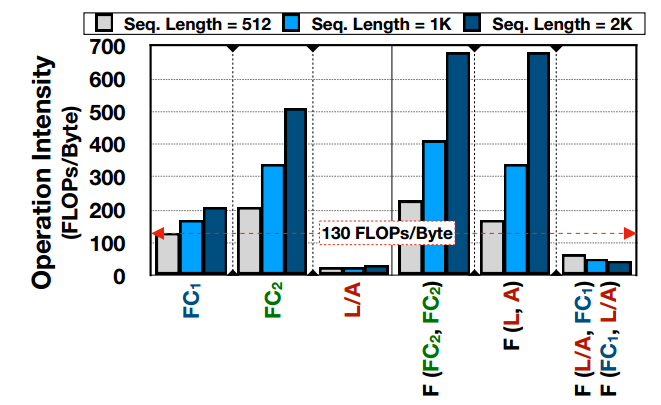 Seq. Length = 512 Seq. Length = 1K Seq. Length = 2K
Operation Intensity
(FLOPs/Byte)
700
600
500
400
300
200
100
0
130 FLOPs/Byte
FC₁
FC₂
L/A
F (FC₂, FC₂)
F (L, A)
F (L/A, FC₁)
F (FC₁, L/A)